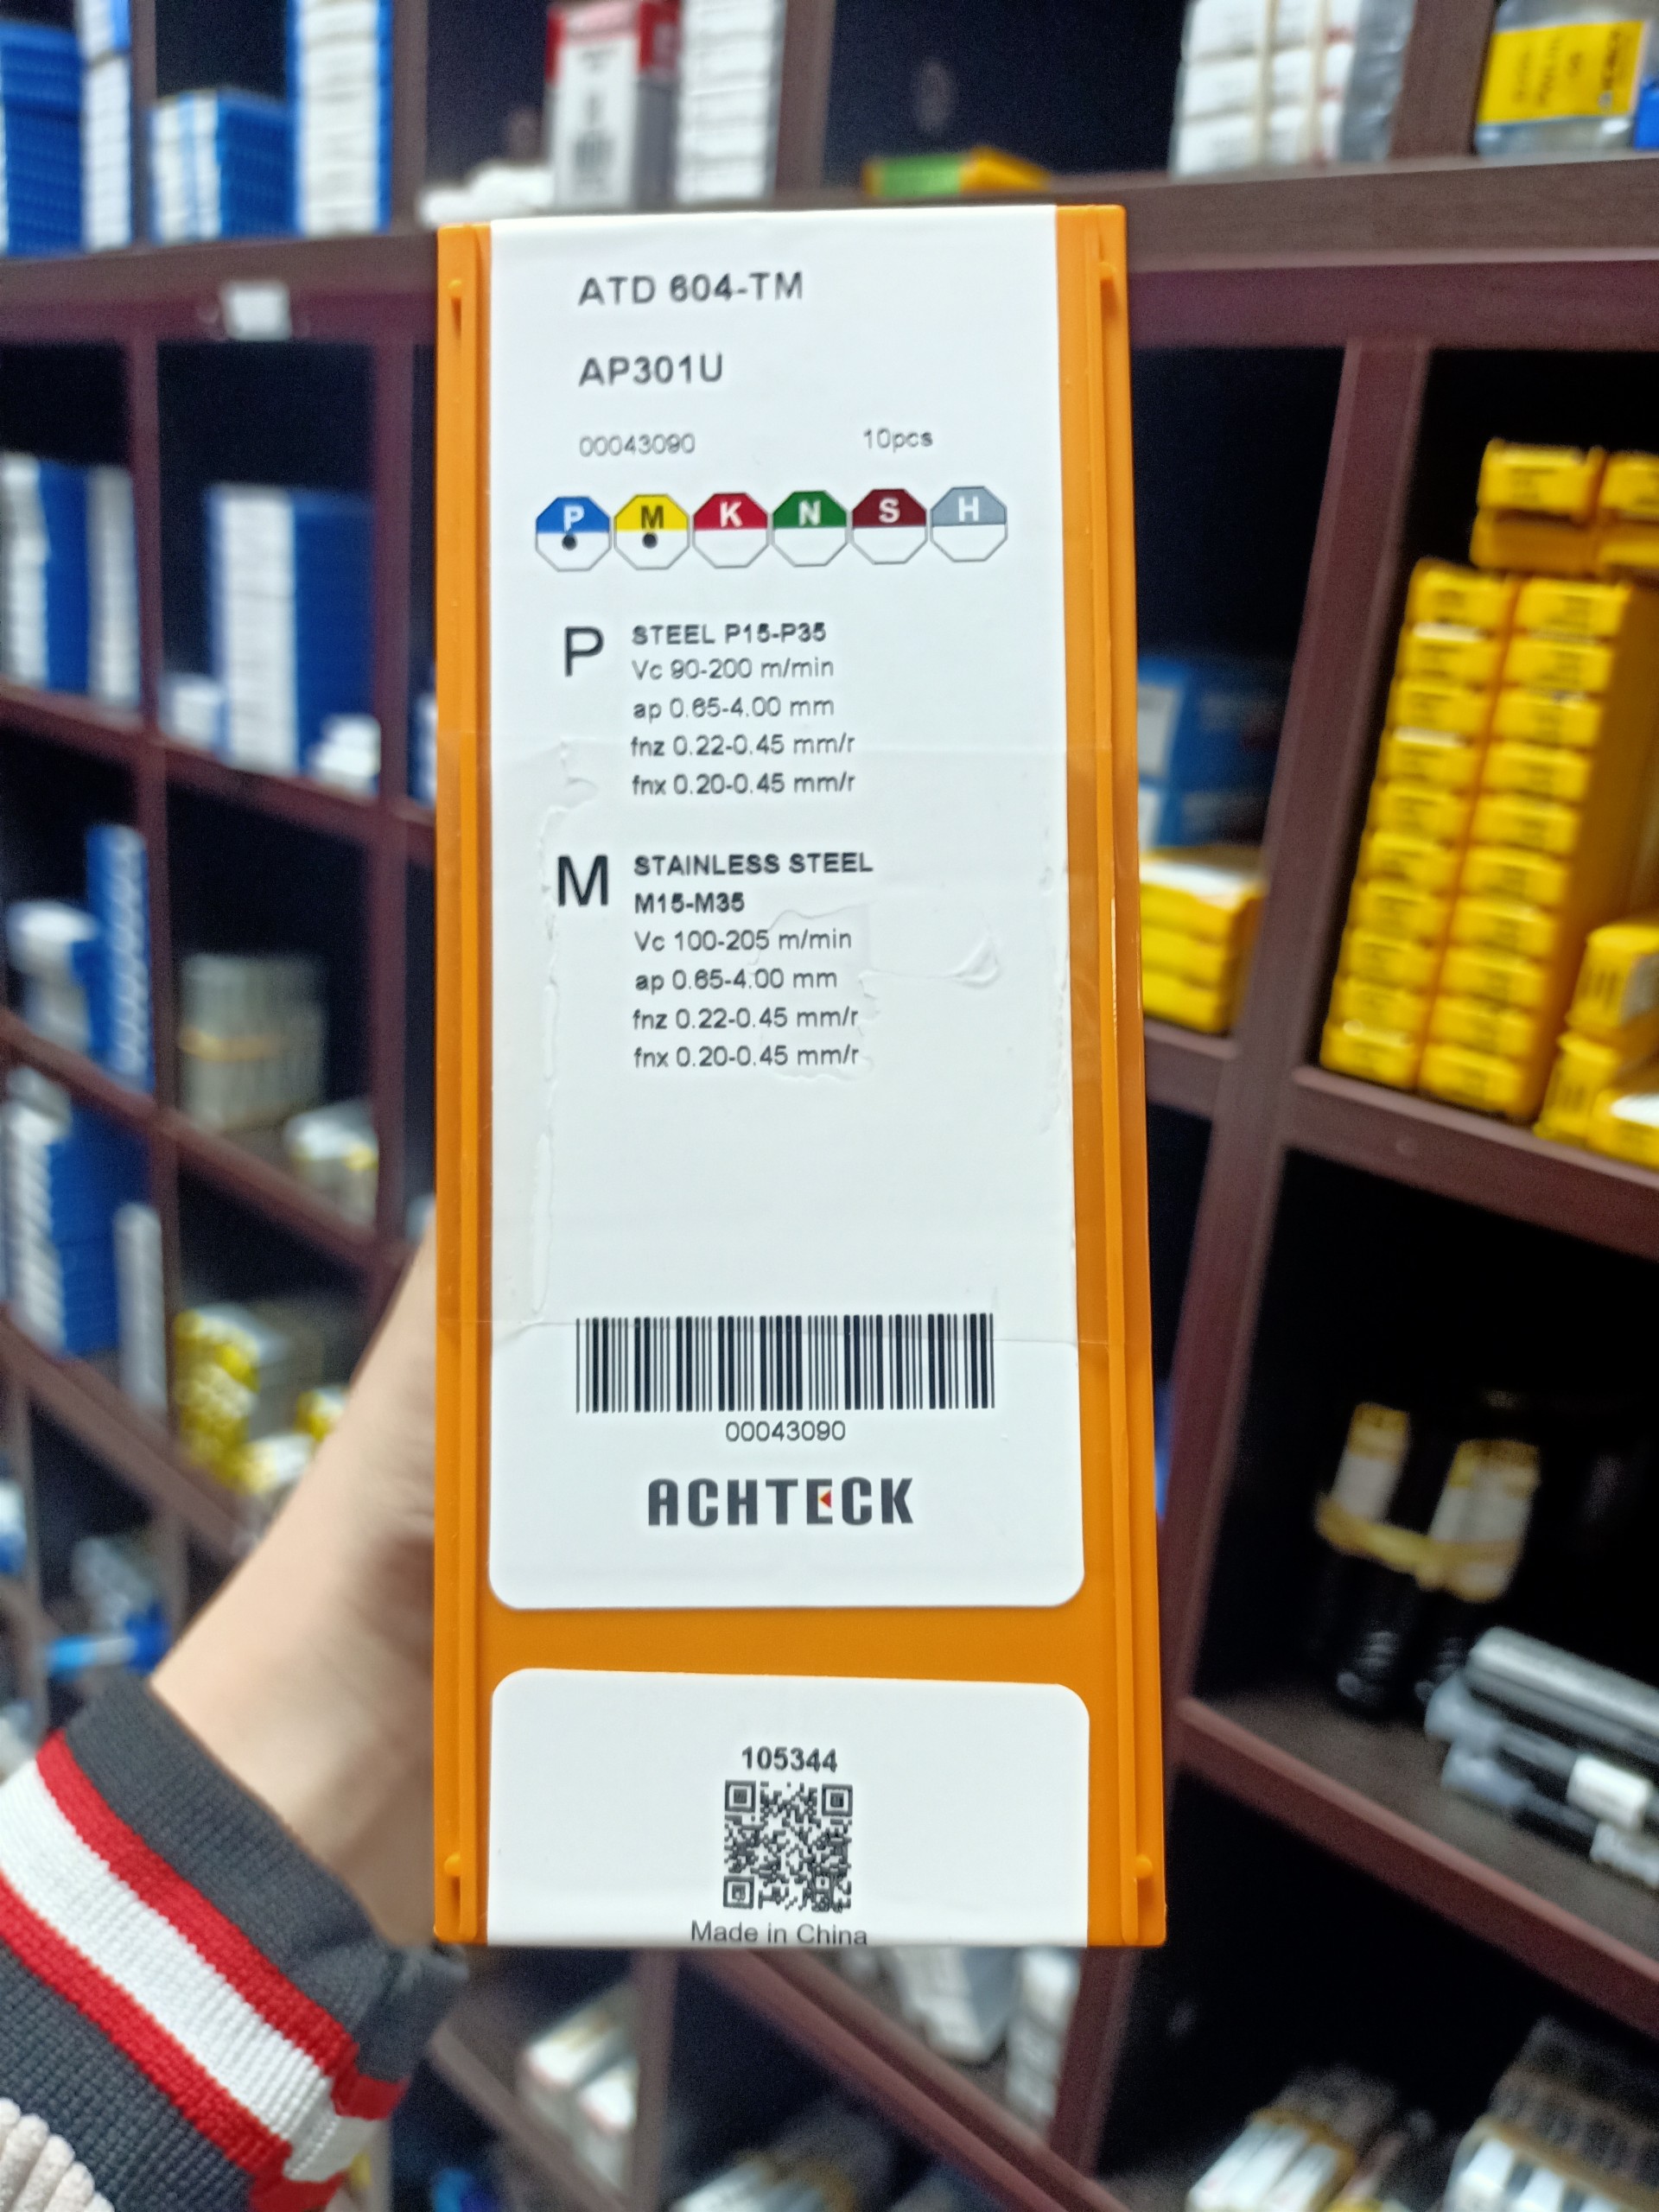 ATD 604-TM
AP301U
00043090 10pcs
P M K N S H
P STEEL P15-P35
Vc 90-200 m/min
ap 0.65-4.00 mm
fnz 0.22-0.45 mm/r
fnx 0.20-0.45 mm/r
M STAINLESS STEEL
M15-M35
Vc 100-205 m/min
ap 0.65-4.00 mm
fnz 0.22-0.45 mm/r
fnx 0.20-0.45 mm/r
00043090
ACHTECK
105344
Made in China